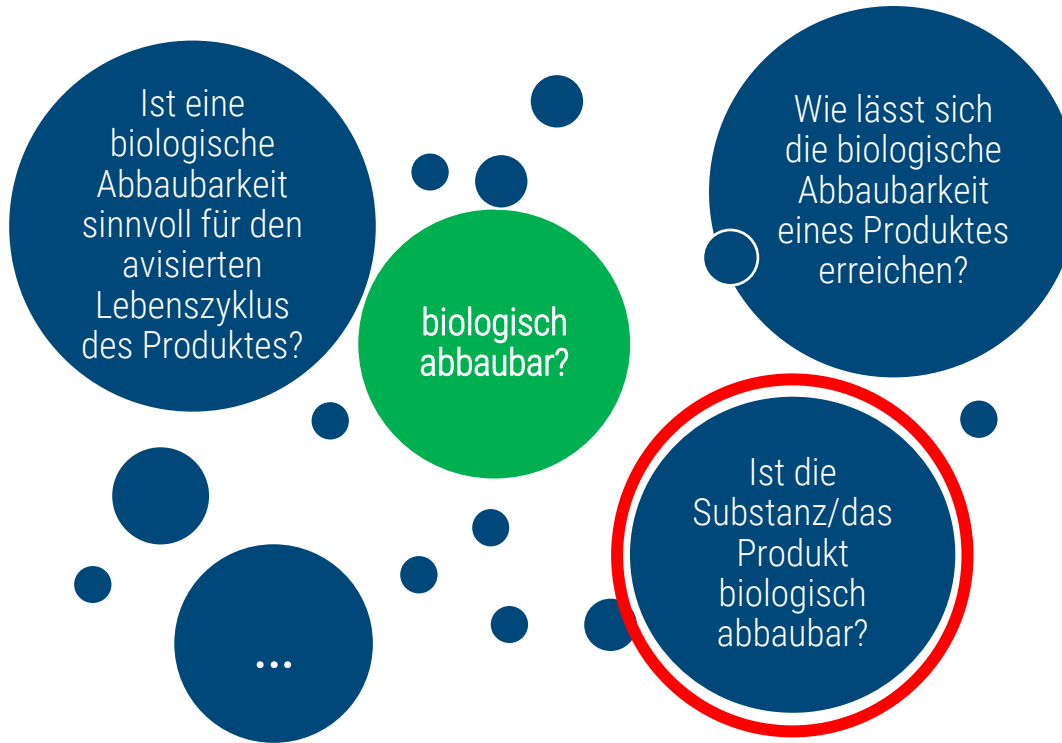 Ist eine
biologische
Abbaubarkeit
sinnvoll für den
avisierten
Lebenszyklus
des Produktes?
Wie lässt sich
die biologische
Abbaubarkeit
eines Produktes
erreichen?
biologisch
abbaubar?
Ist die
Substanz/das
Produkt
biologisch
abbaubar?
...